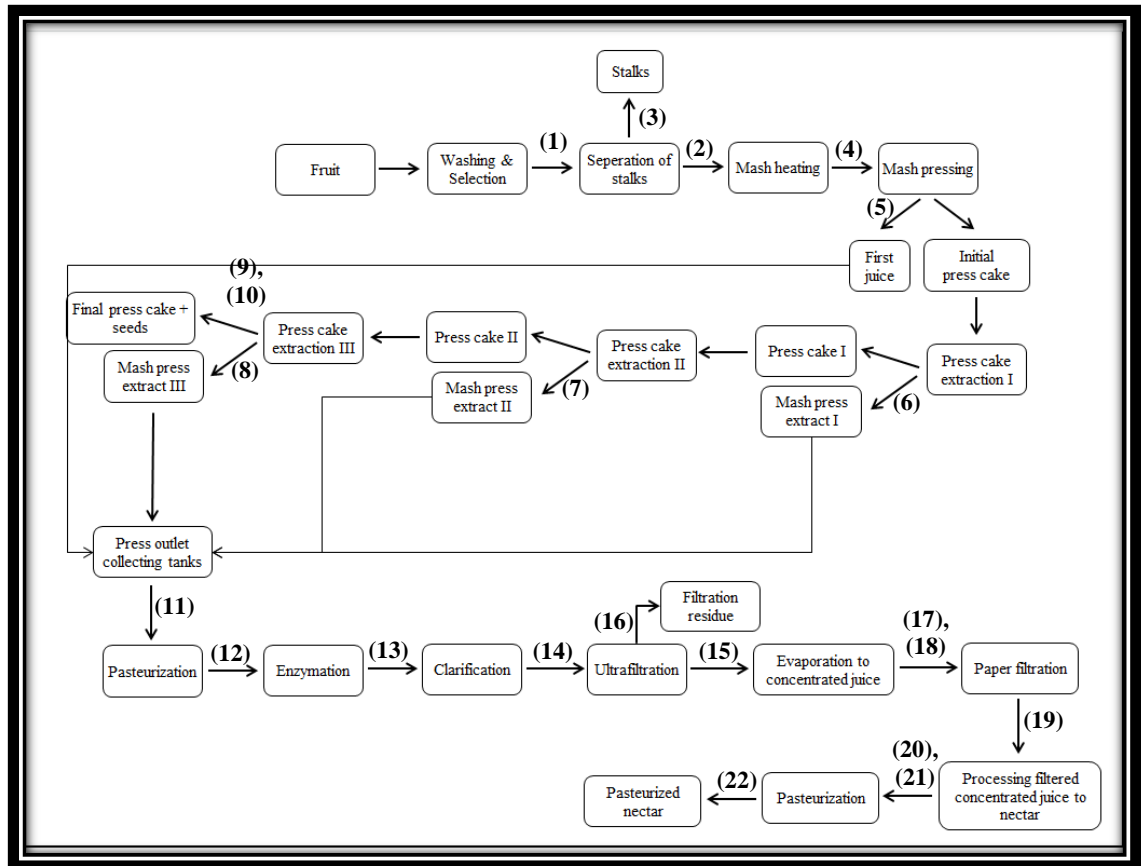 Stalks
(3)
Fruit
Washing &
Selection
(1)
Seperation of
stalks
(2)
Mash heating
(4)
Mash pressing
(5)
First
juice
Initial
press cake
(9),
(10)
Final press cake +
seeds
Press cake
extraction III
Press cake II
Press cake
extraction II
Press cake I
Press cake
extraction I
Mash press
extract III
(8)
Mash press
extract II
(7)
Mash press
extract I
(6)
Press outlet
collecting tanks
(11)
Filtration
residue
(16)
Pasteurization
(12)
Enzymation
(13)
Clarification
(14)
Ultrafiltration
(15)
Evaporation to
concentrated juice
(17),
(18)
Paper filtration
(19)
Pasteurized
nectar
(22)
Pasteurization
(20),
(21)
Processing filtered
concentrated juice to
nectar